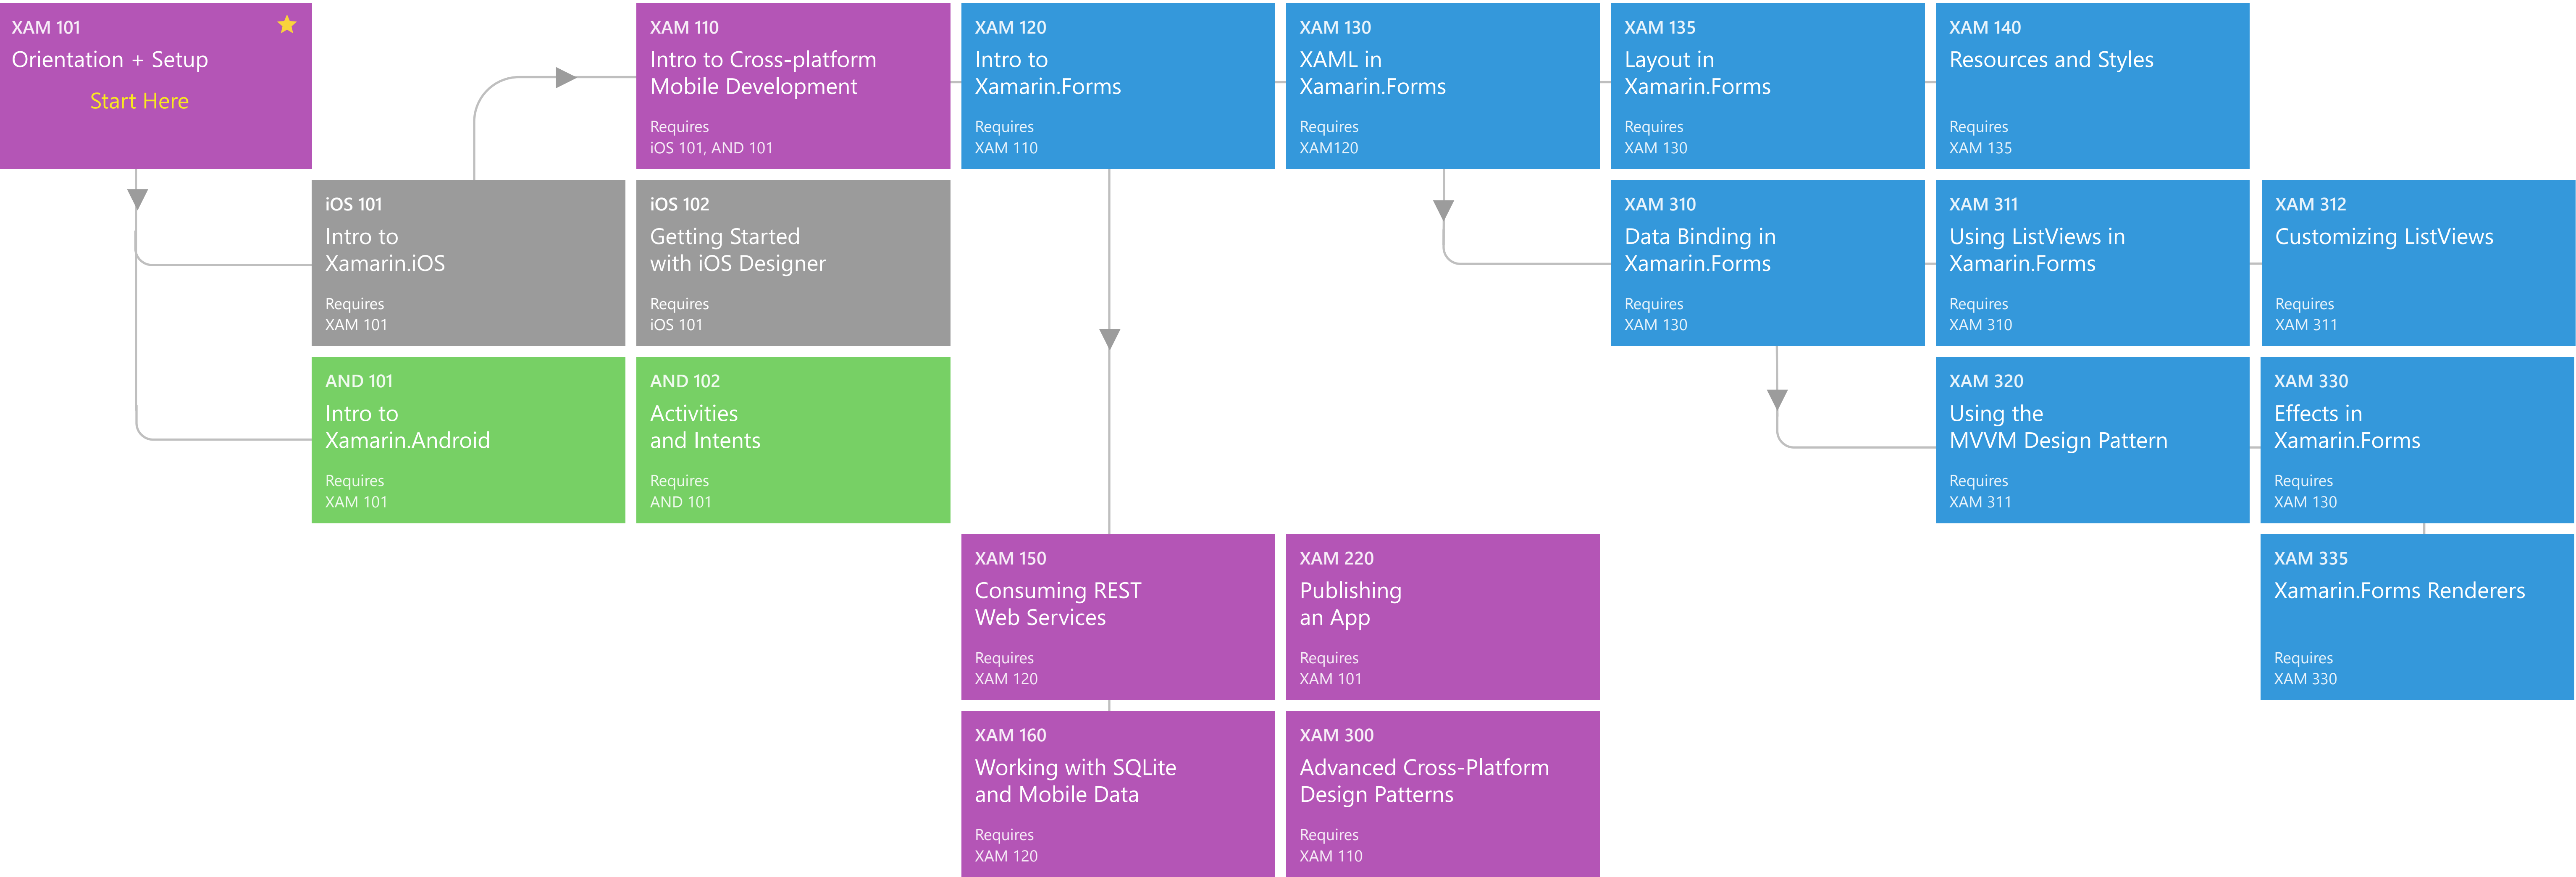 XAM 101
Orientation + Setup
Start Here
XAM 110
Intro to Cross-platform
Mobile Development
Requires
iOS 101, AND 101
XAM 120
Intro to
Xamarin.Forms
Requires
XAM 110
XAM 130
XAML in
Xamarin.Forms
Requires
XAM120
XAM 135
Layout in
Xamarin.Forms
Requires
XAM 130
XAM 140
Resources and Styles
Requires
XAM 135
iOS 101
Intro to
Xamarin.iOS
Requires
XAM 101
iOS 102
Getting Started
with iOS Designer
Requires
iOS 101
XAM 310
Data Binding in
Xamarin.Forms
Requires
XAM 130
XAM 311
Using ListViews in
Xamarin.Forms
Requires
XAM 310
XAM 312
Customizing ListViews
Requires
XAM 311
AND 101
Intro to
Xamarin.Android
Requires
XAM 101
AND 102
Activities
and Intents
Requires
AND 101
XAM 320
Using the
MVVM Design Pattern
Requires
XAM 311
XAM 330
Effects in
Xamarin.Forms
Requires
XAM 130
XAM 150
Consuming REST
Web Services
Requires
XAM 120
XAM 220
Publishing
an App
Requires
XAM 101
XAM 335
Xamarin.Forms Renderers
Requires
XAM 330
XAM 160
Working with SQLite
and Mobile Data
Requires
XAM 120
XAM 300
Advanced Cross-Platform
Design Patterns
Requires
XAM 110